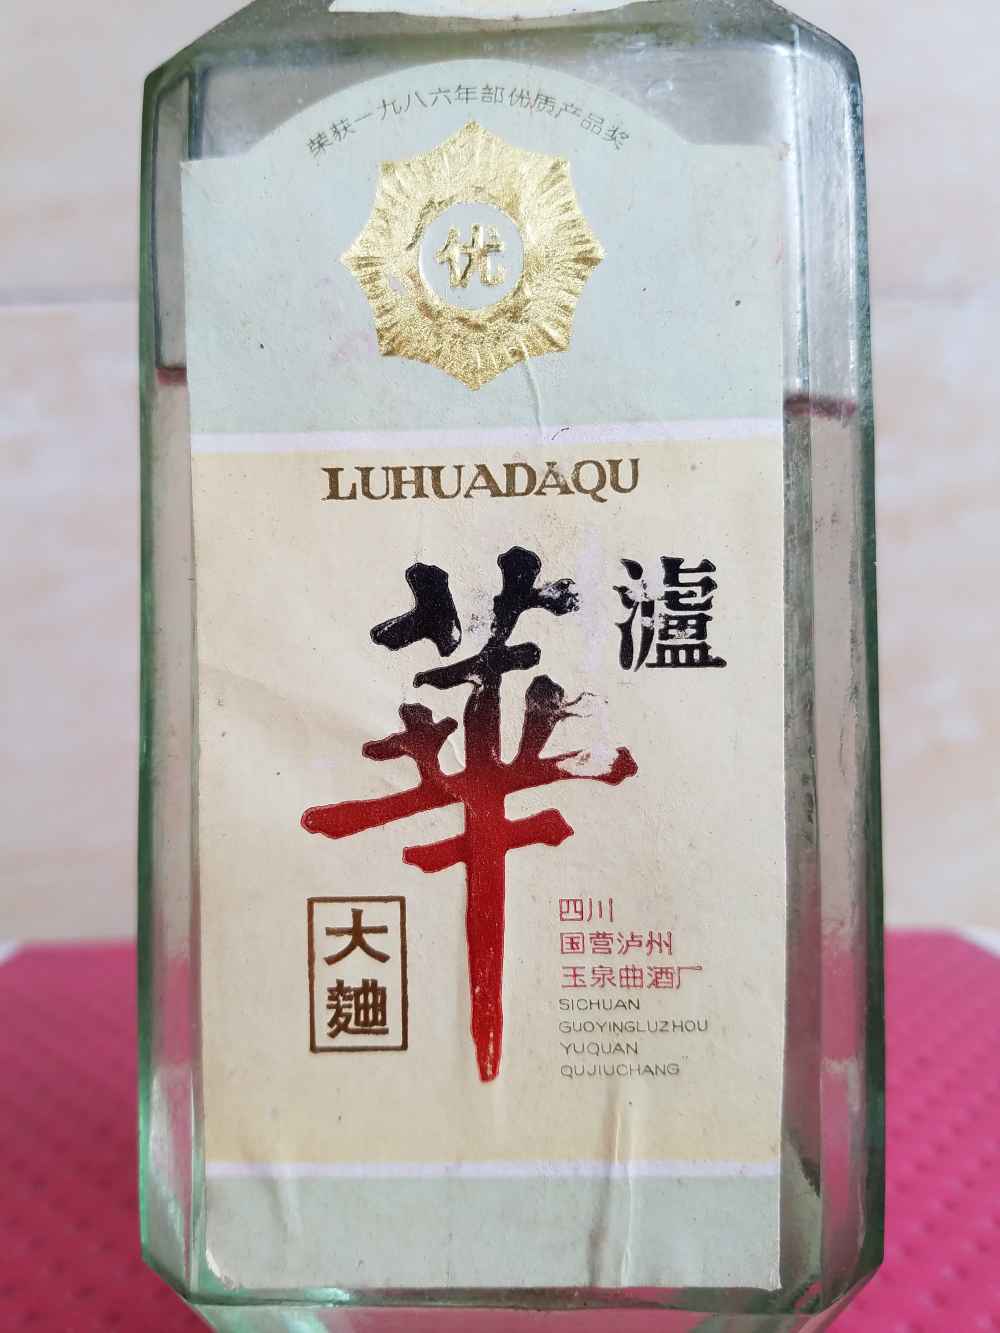 荣获一九八六年部优质产品奖
优
LUHUADAQU
瀘
華
大
麯
四川
国营泸州
玉泉曲酒厂
SICHUAN
GUOYINGLUZHOU
YUQUAN
QUJIUCHANG